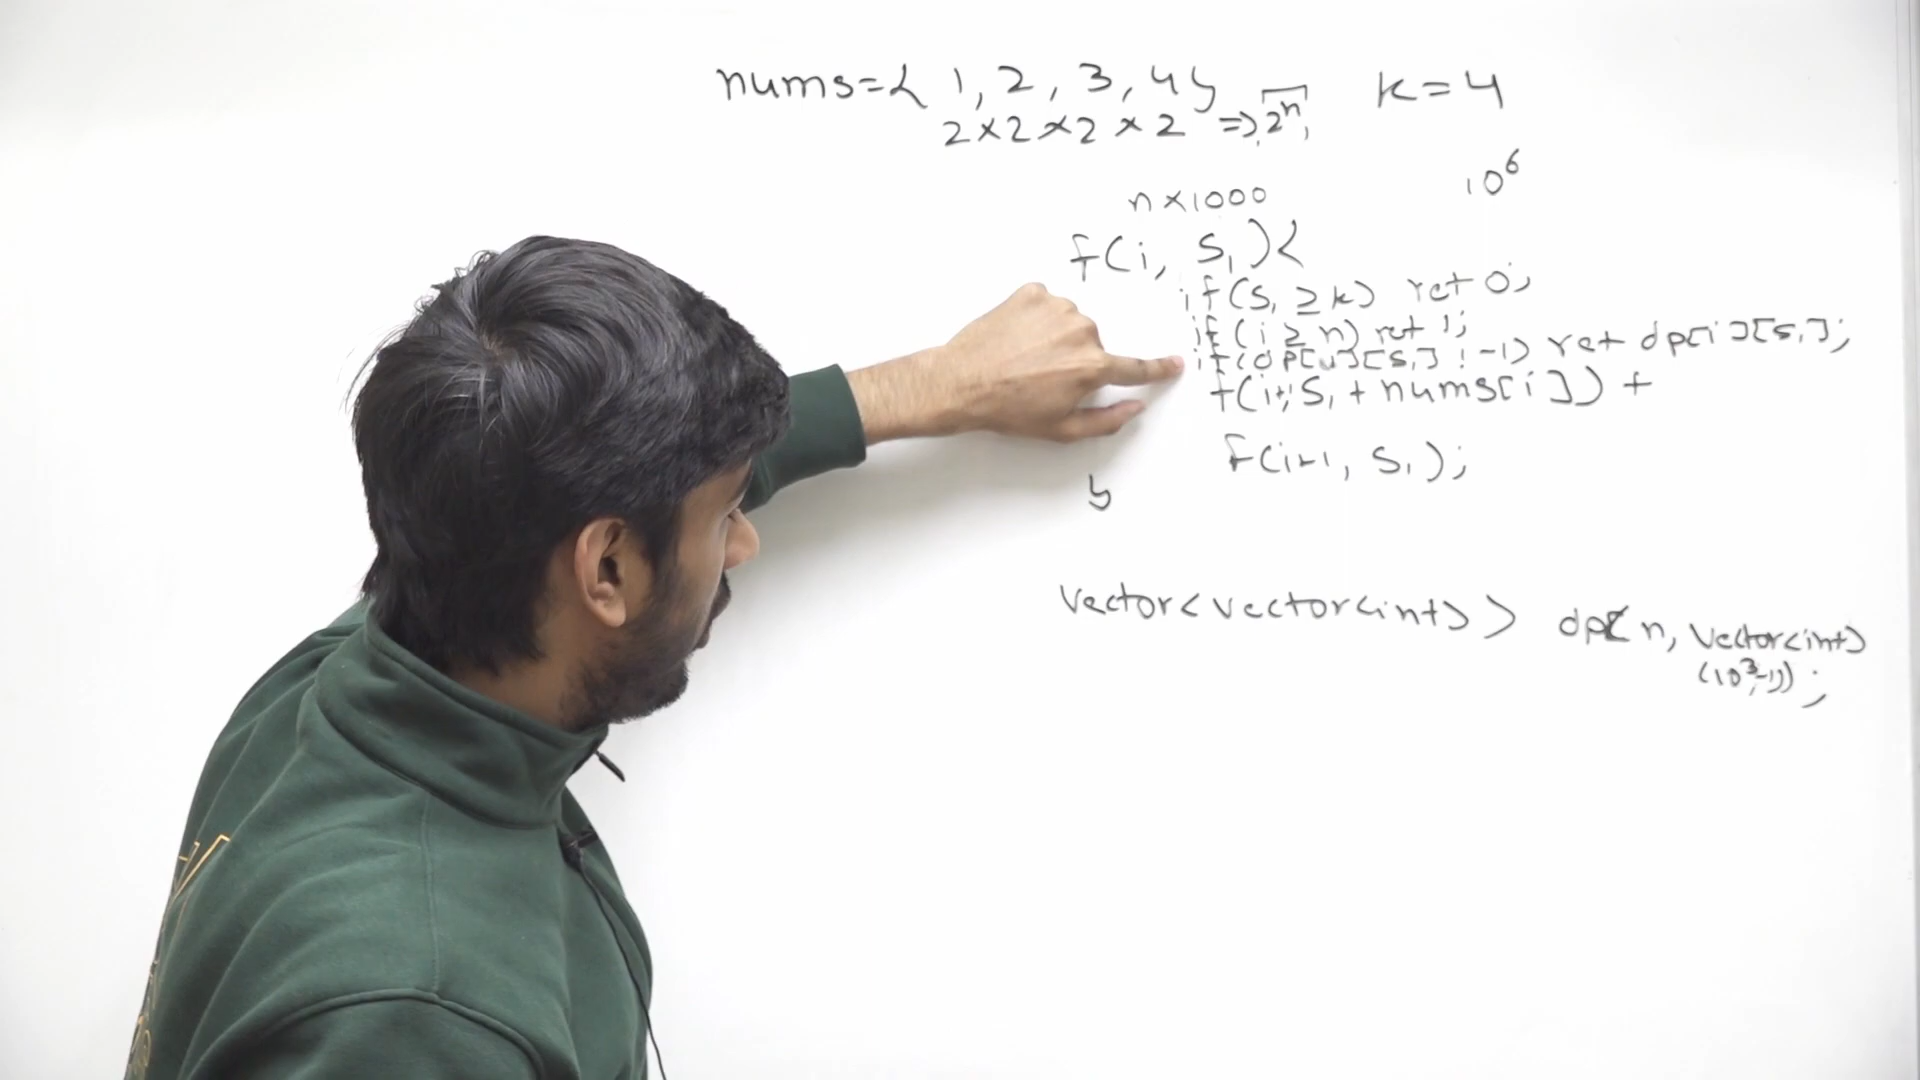 nums={ 1, 2, 3, 4} k=4
2×2×2×2 => 2^n,
10^6
n×1000
f(i, S₁){
if(S₁ ≥ k) ret 0;
if(i ≥ n) ret 1;
if(dp[i][S₁] ! -1) ret dp[i][S₁];
f(i+, S₁ + nums[i]) +
f(i+1, S₁);
}
vector<vector<int>> dp( n, vector<int>
(10^3,-1));